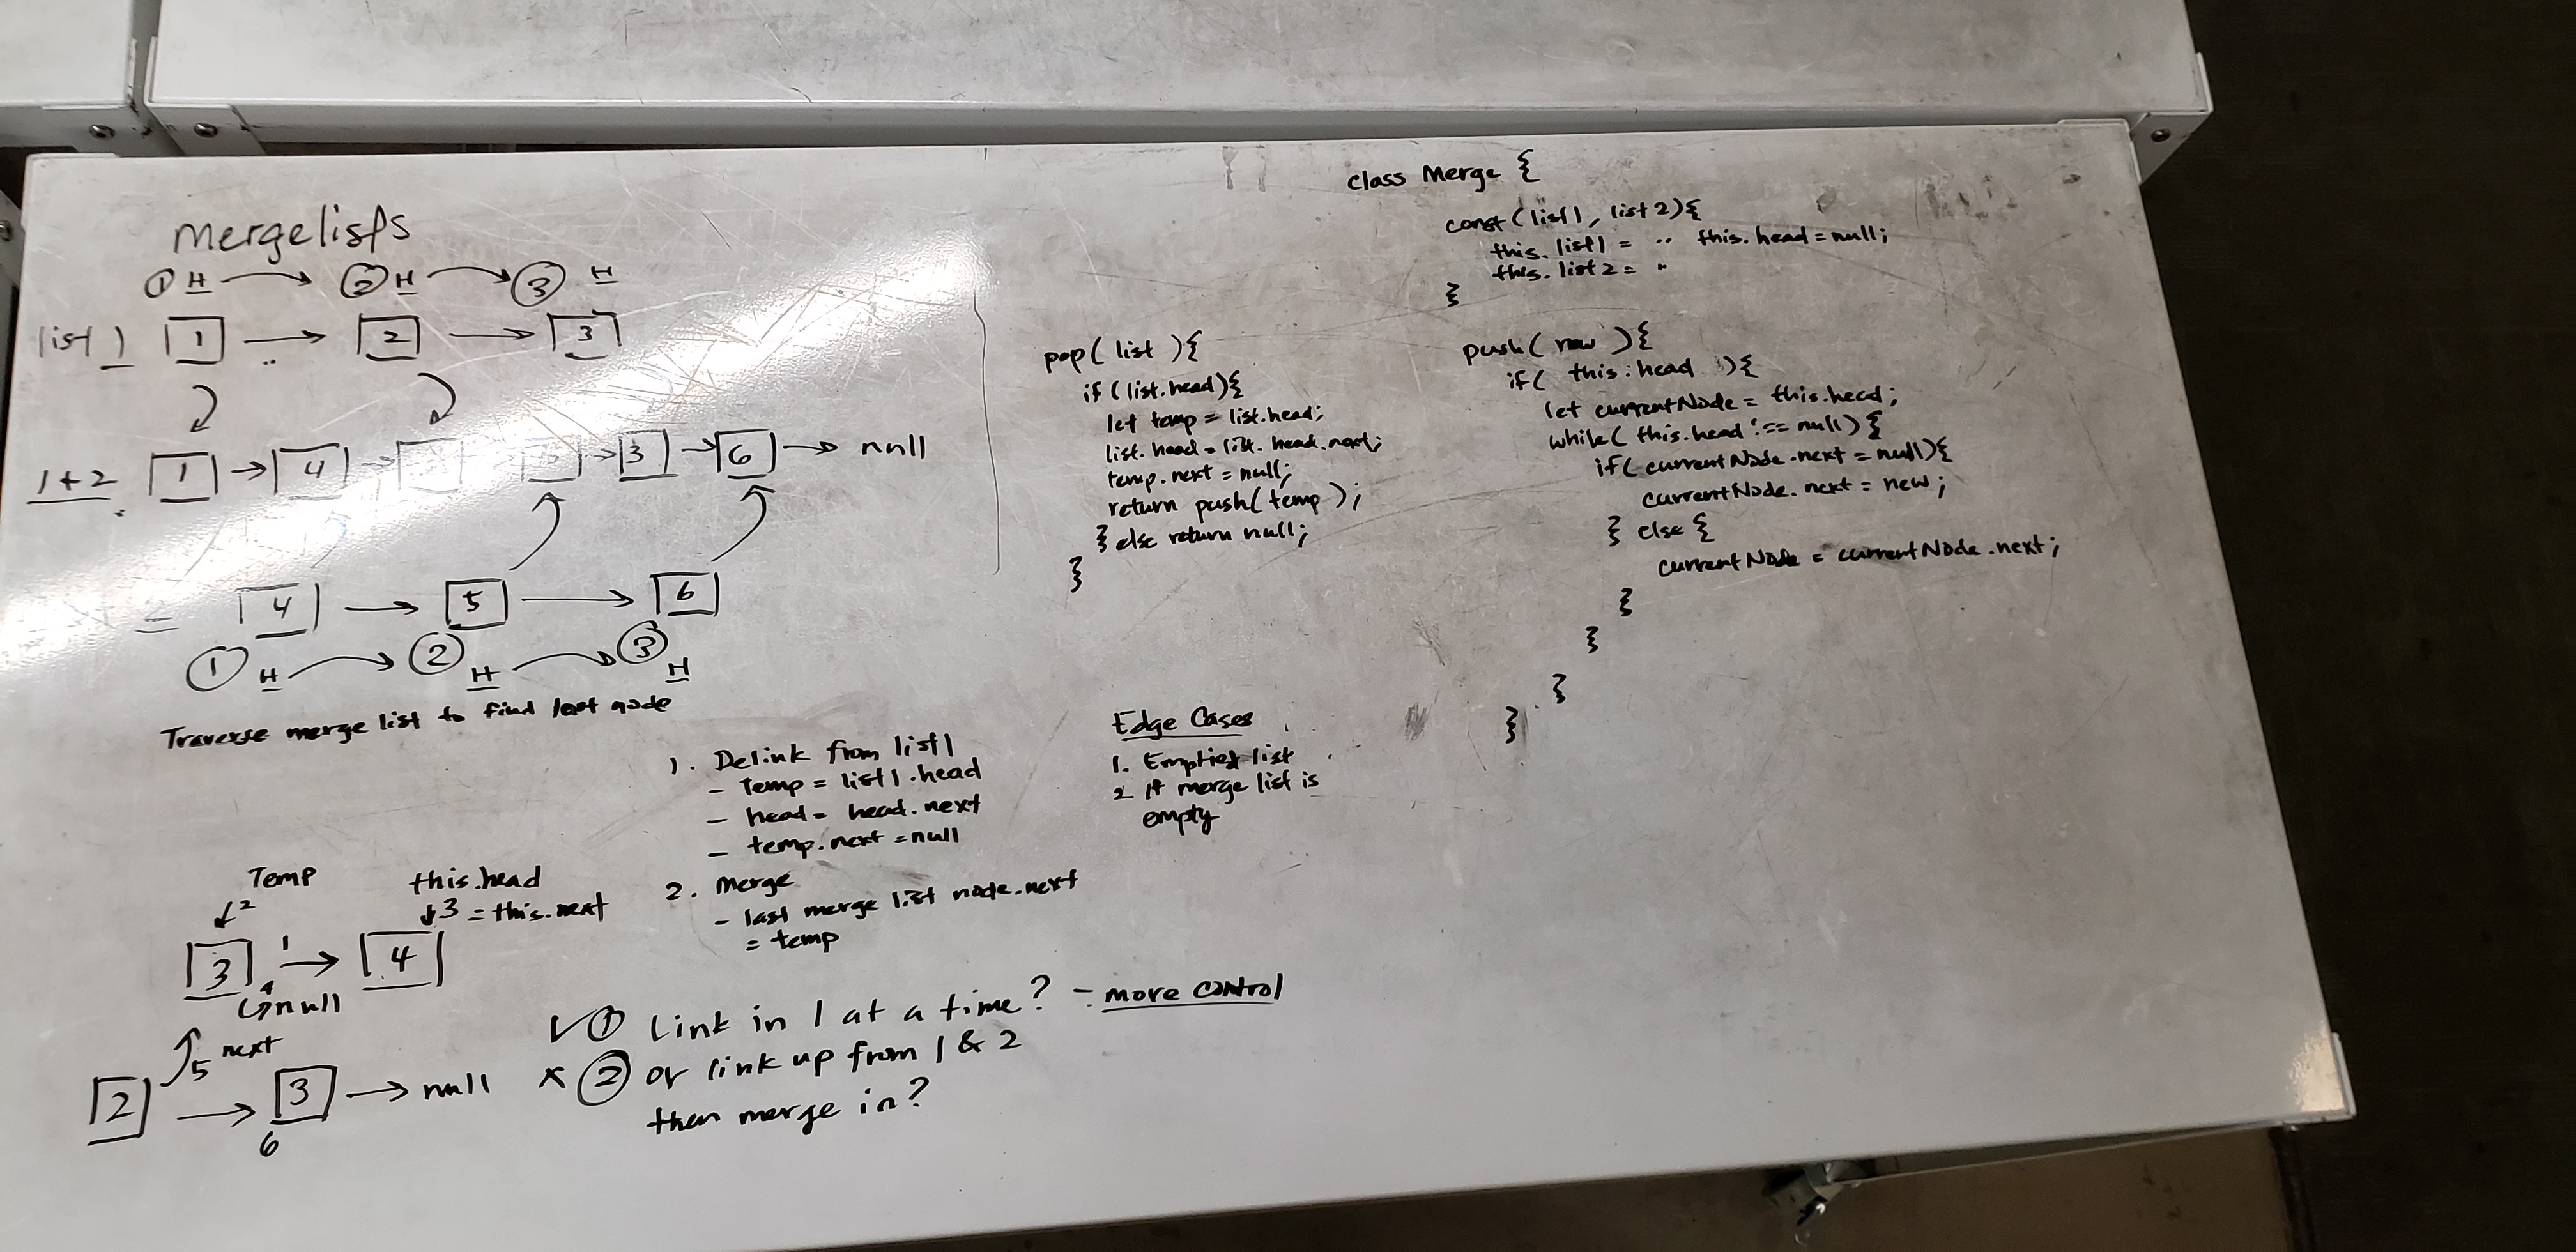 mergelists
① H → ② H → ③ H
list 1 [1] → [2] → [3]
1+2 [1] → [4] → → [3] → [6] → null
[4] → [5] → [6]
① H → ② H → ③ H
Traverse merge list to find last node
1. Delink from list1
- temp = list1.head
- head = head.next
- temp.next = null
2. merge
- last merge list node.next
= temp
Temp this.head
↓2 ↓3 = this.next
[3] 1→ [4]
4↳ null
↑5 next
[2] → [3] → null
6
✓ ① Link in 1 at a time? - more control
x ② or link up from 1 & 2
then merge in?
Edge Cases
1. Empties list
2. if merge list is
empty
pop( list ){
if (list.head){
let temp = list.head;
list.head = list.head.next;
temp.next = null;
return push( temp );
} else return null;
}
class Merge {
const (list1, list2){
this.list1 = .. this.head = null;
this.list2 = "
}
push( new ){
if( this.head ){
let currentNode = this.head;
while( this.head !== null){
if( currentNode.next = null){
currentNode.next = new;
} else {
currentNode = currentNode.next;
}
}
}
}